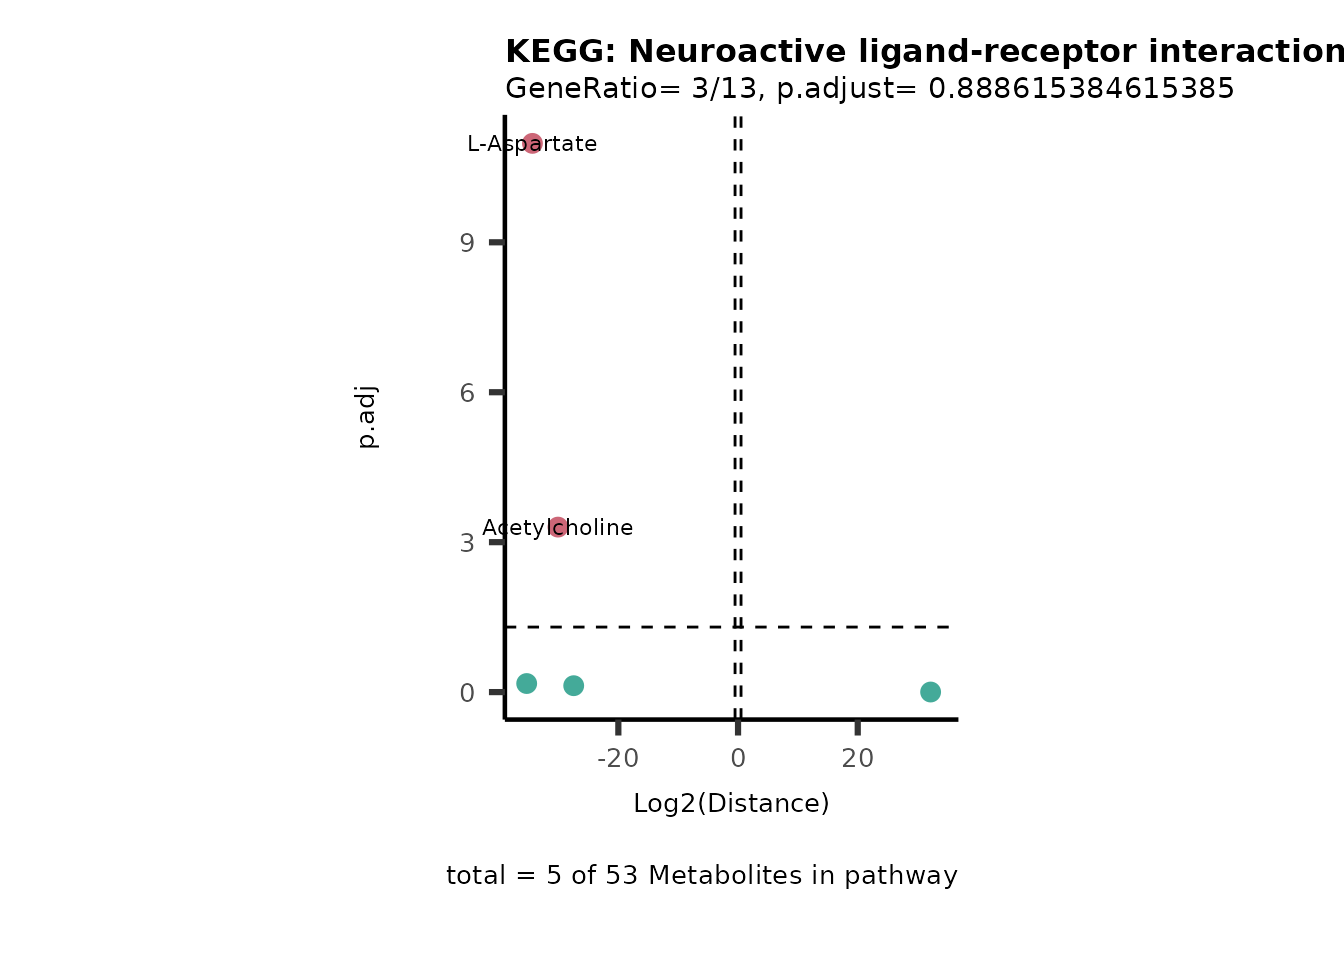 KEGG: Neuroactive ligand-receptor interaction
GeneRatio= 3/13, p.adjust= 0.888615384615385
L-Aspartate
9
6
p.adj
Acetylcholine
3
0
-20 0 20
Log2(Distance)
total = 5 of 53 Metabolites in pathway